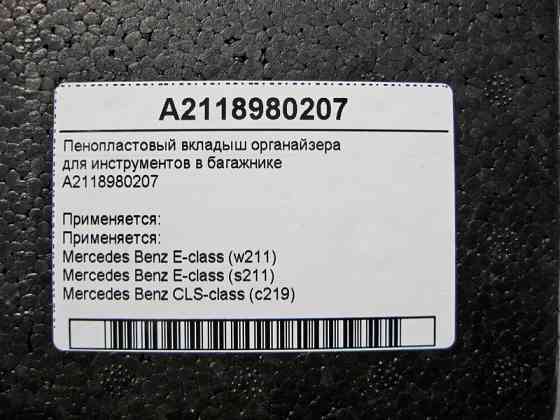 A2118980207
Пенопластовый вкладыш органайзера
для инструментов в багажнике
A2118980207
Применяется:
Применяется:
Mercedes Benz E-class (w211)
Mercedes Benz E-class (s211)
Mercedes Benz CLS-class (c219)